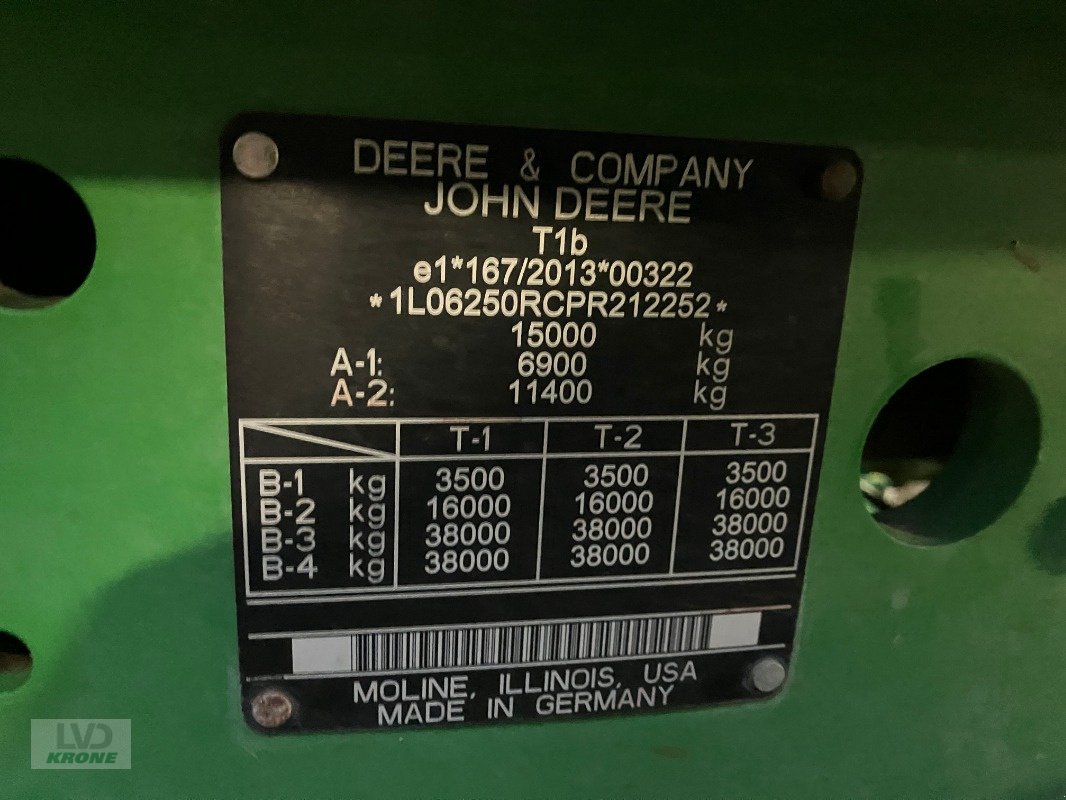 DEERE & COMPANY
JOHN DEERE
T1b
e1*167/2013*00322
*1L06250RCPR212252*
15000 kg
A-1: 6900 kg
A-2: 11400 kg
T-1 T-2 T-3
B-1 kg 3500 3500 3500
B-2 kg 16000 16000 16000
B-3 kg 38000 38000 38000
B-4 kg 38000 38000 38000
MOLINE, ILLINOIS, USA
MADE IN GERMANY
LVD
KRONE